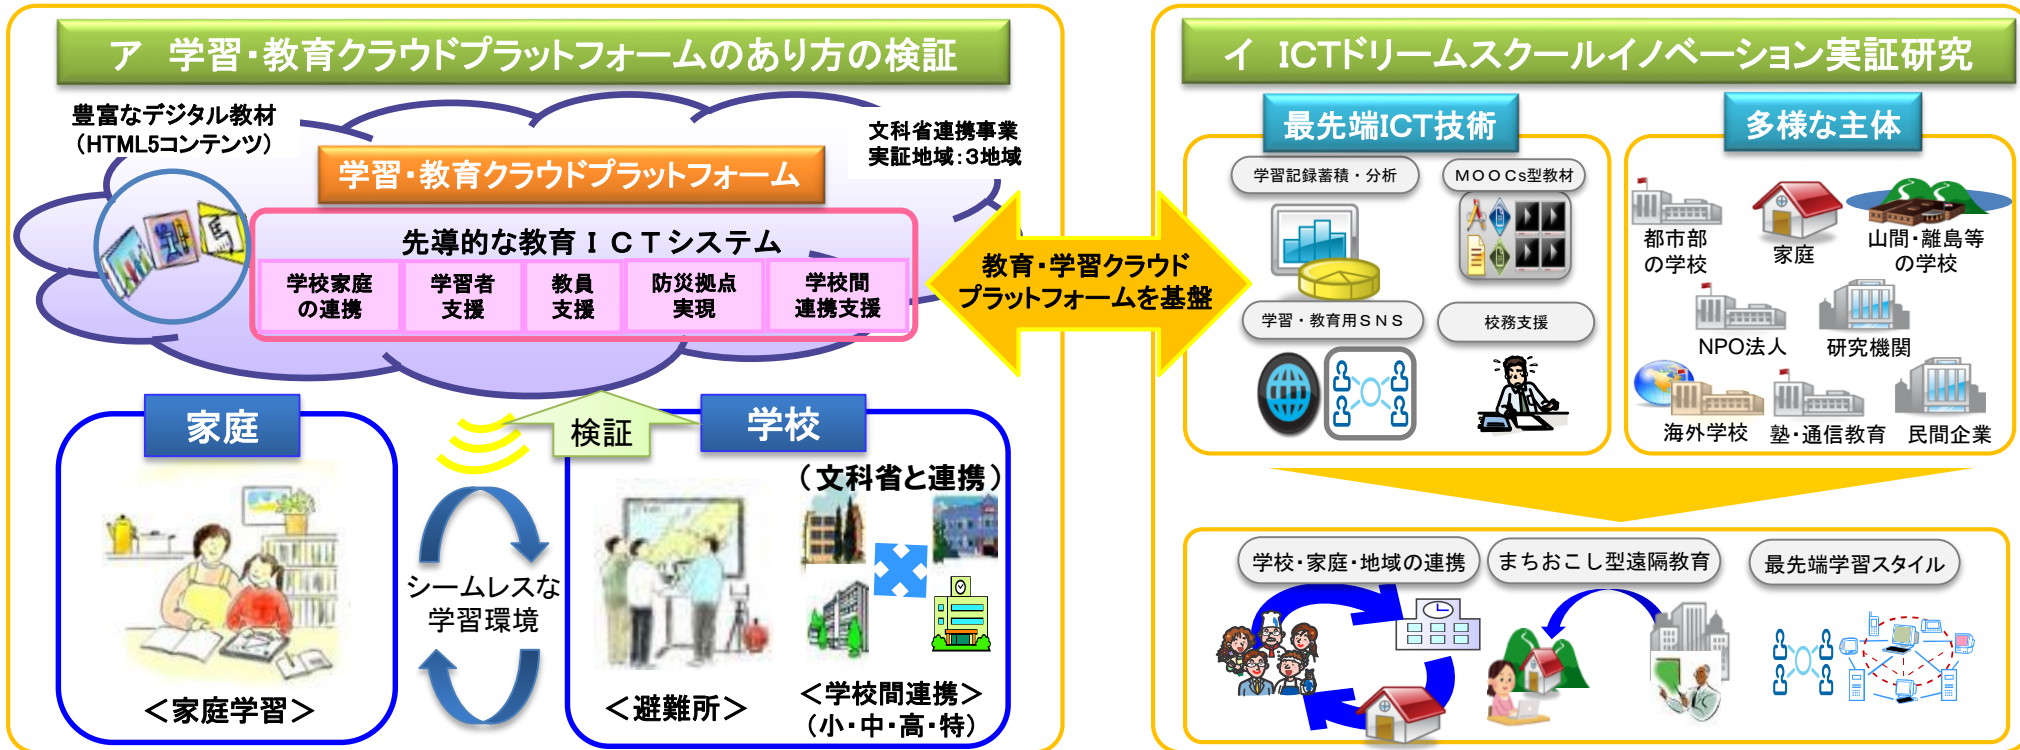 ア 学習・教育クラウドプラットフォームのあり方の検証
豊富なデジタル教材
（HTML5コンテンツ）
文科省連携事業
実証地域：３地域
学習・教育クラウドプラットフォーム
先導的な教育ＩＣＴシステム
学校家庭
の連携
学習者
支援
教員
支援
防災拠点
実現
学校間
連携支援
家庭
＜家庭学習＞
シームレスな
学習環境
検証
学校
（文科省と連携）
＜避難所＞
＜学校間連携＞
（小・中・高・特）
教育・学習クラウド
プラットフォームを基盤
イ ICTドリームスクールイノベーション実証研究
最先端ICT技術
学習記録蓄積・分析
ＭＯＯＣｓ型教材
学習・教育用ＳＮＳ
校務支援
多様な主体
都市部
の学校
家庭
山間・離島等
の学校
NPO法人
研究機関
海外学校
塾・通信教育
民間企業
学校・家庭・地域の連携
まちおこし型遠隔教育
最先端学習スタイル